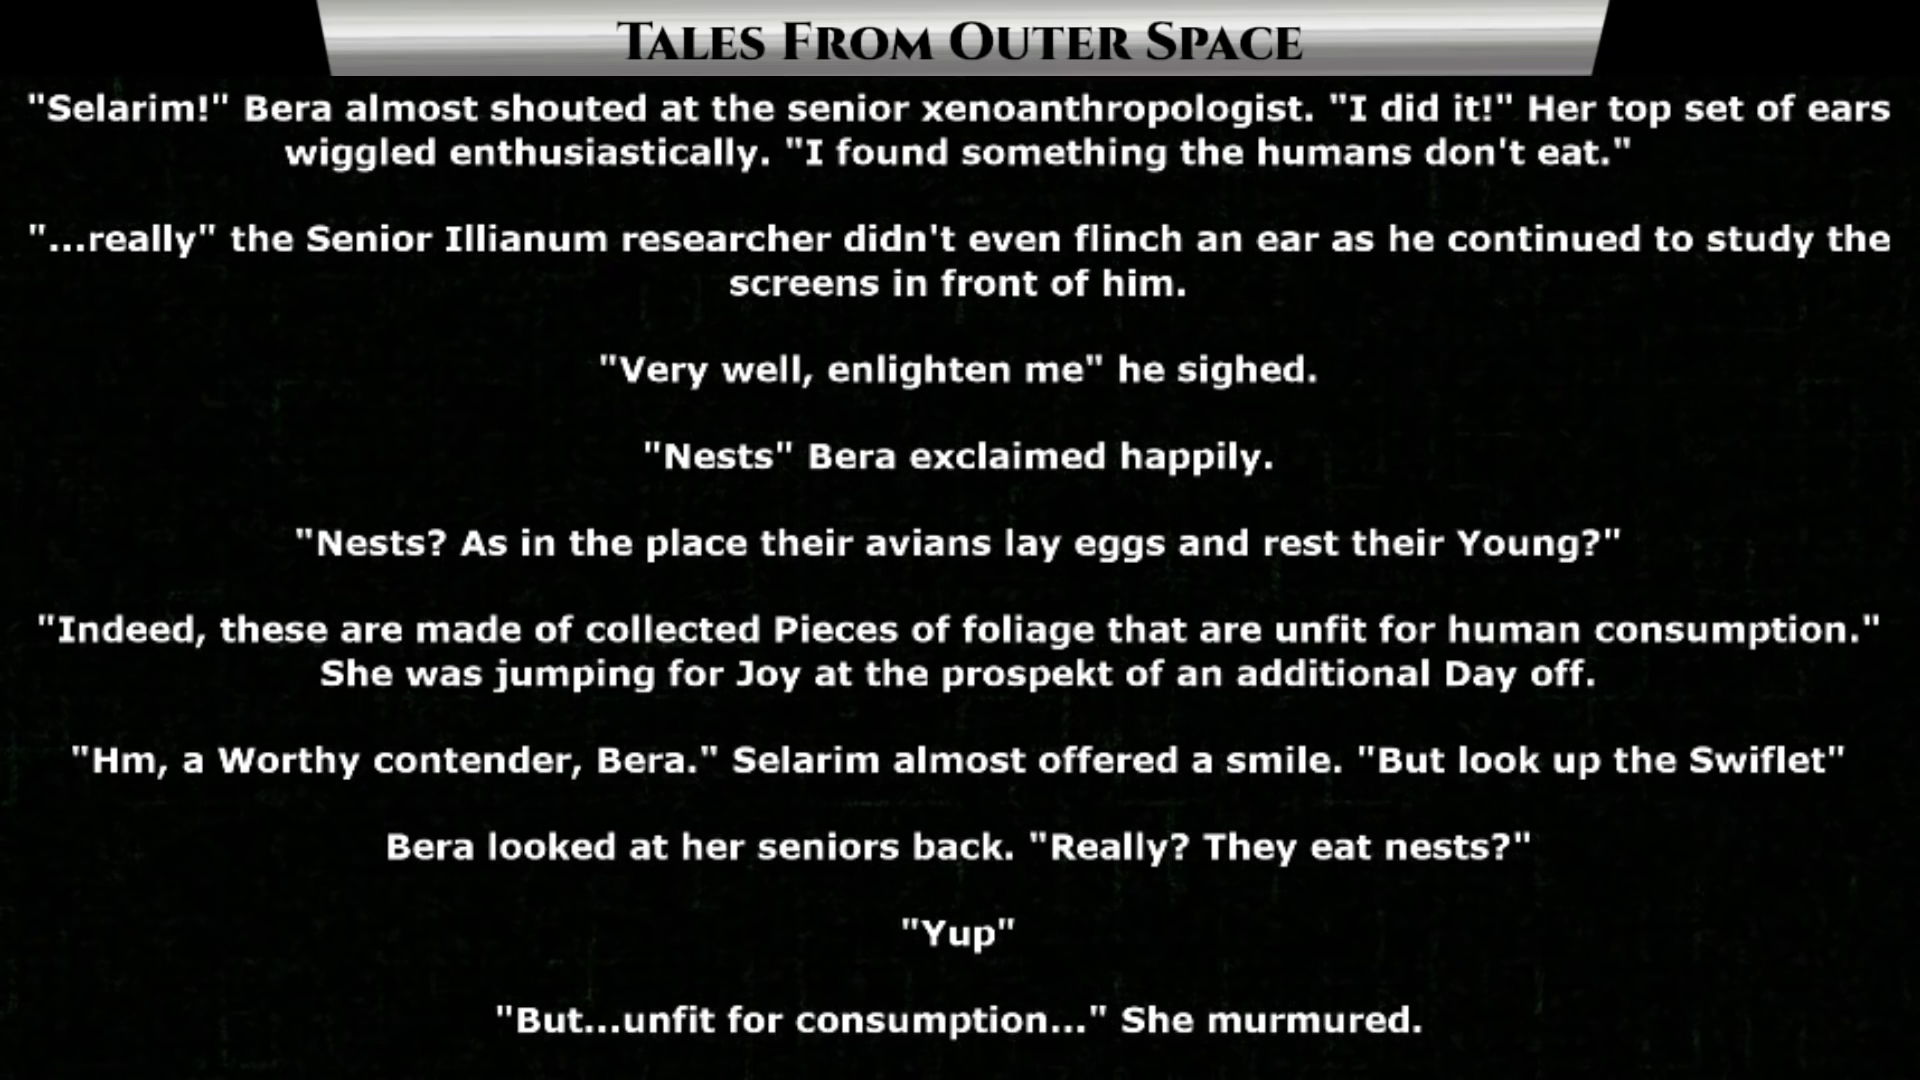 Tales From Outer Space
"Selarim!" Bera almost shouted at the senior xenoanthropologist. "I did it!" Her top set of ears
wiggled enthusiastically. "I found something the humans don't eat."
"...really" the Senior Illianum researcher didn't even flinch an ear as he continued to study the
screens in front of him.
"Very well, enlighten me" he sighed.
"Nests" Bera exclaimed happily.
"Nests? As in the place their avians lay eggs and rest their Young?"
"Indeed, these are made of collected Pieces of foliage that are unfit for human consumption."
She was jumping for Joy at the prospekt of an additional Day off.
"Hm, a Worthy contender, Bera." Selarim almost offered a smile. "But look up the Swiflet"
Bera looked at her seniors back. "Really? They eat nests?"
"Yup"
"But...unfit for consumption..." She murmured.